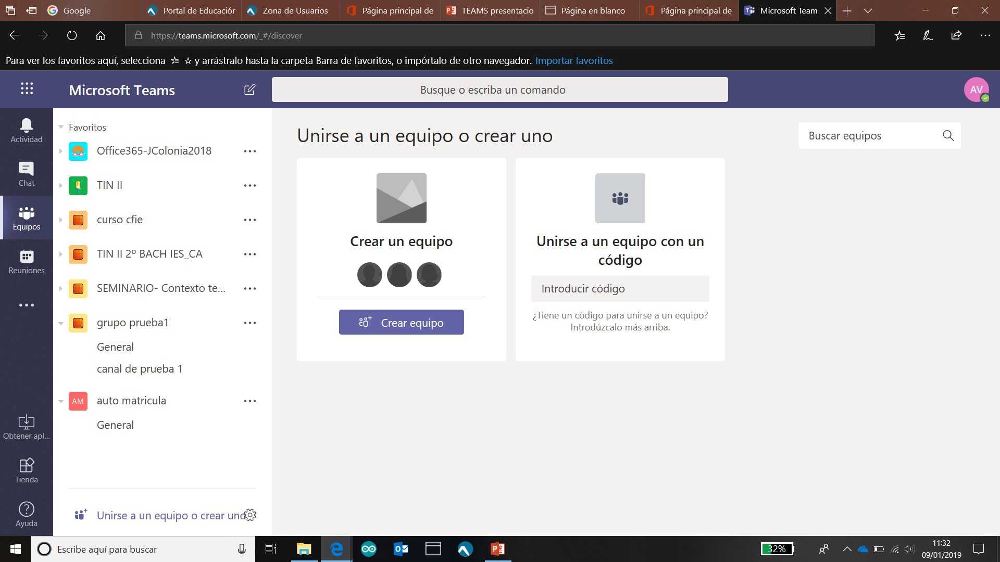 Google
Portal de Educaciór
Zona de Usuarios
Página principal de
TEAMS presentacio
Página en blanco
Página principal de
Microsoft Team
https://teams.microsoft.com/_#/discover
Para ver los favoritos aquí, selecciona y arrástralo hasta la carpeta Barra de favoritos, o impórtalo de otro navegador. Importar favoritos
Microsoft Teams
Busque o escriba un comando
AV
Actividad
Chat
Equipos
Reuniones
Obtener apl...
Tienda
Ayuda
Favoritos
Office365-JColonia2018
TIN II
curso cfie
TIN II 2º BACH IES_CA
SEMINARIO- Contexto te...
grupo prueba1
General
canal de prueba 1
AM
auto matricula
General
Unirse a un equipo o crear uno
Unirse a un equipo o crear uno
Buscar equipos
Crear un equipo
Crear equipo
Unirse a un equipo con un
código
Introducir código
¿Tiene un código para unirse a un equipo?
Introdúzcalo más arriba.
Escribe aquí para buscar
32%
11:32
09/01/2019